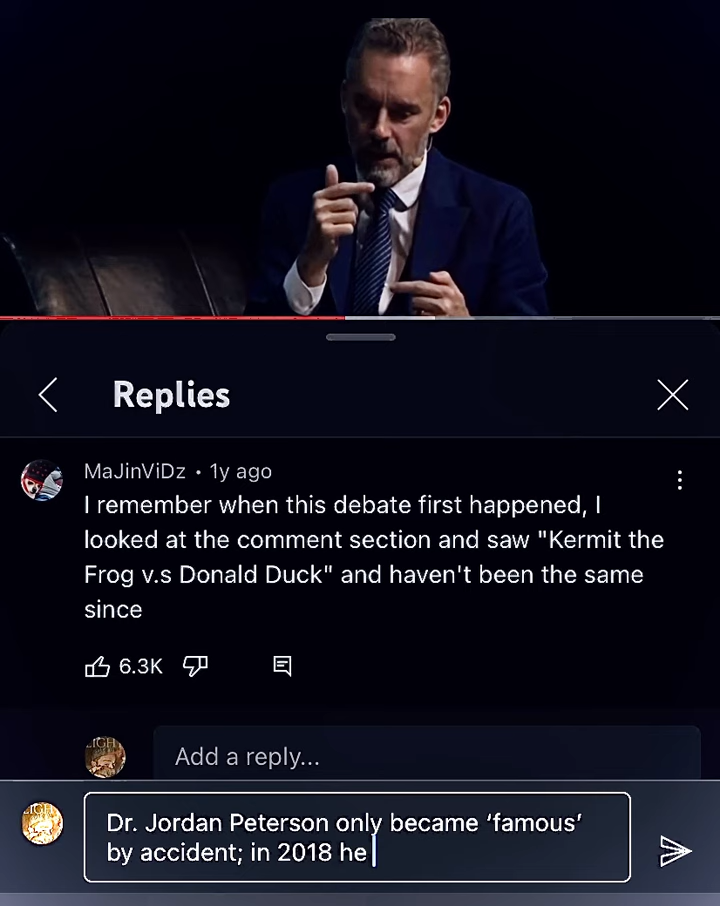 Replies
MaJinViDz • 1y ago
I remember when this debate first happened, I
looked at the comment section and saw "Kermit the
Frog v.s Donald Duck" and haven't been the same
since
6.3K
Add a reply...
Dr. Jordan Peterson only became ‘famous’
by accident; in 2018 he